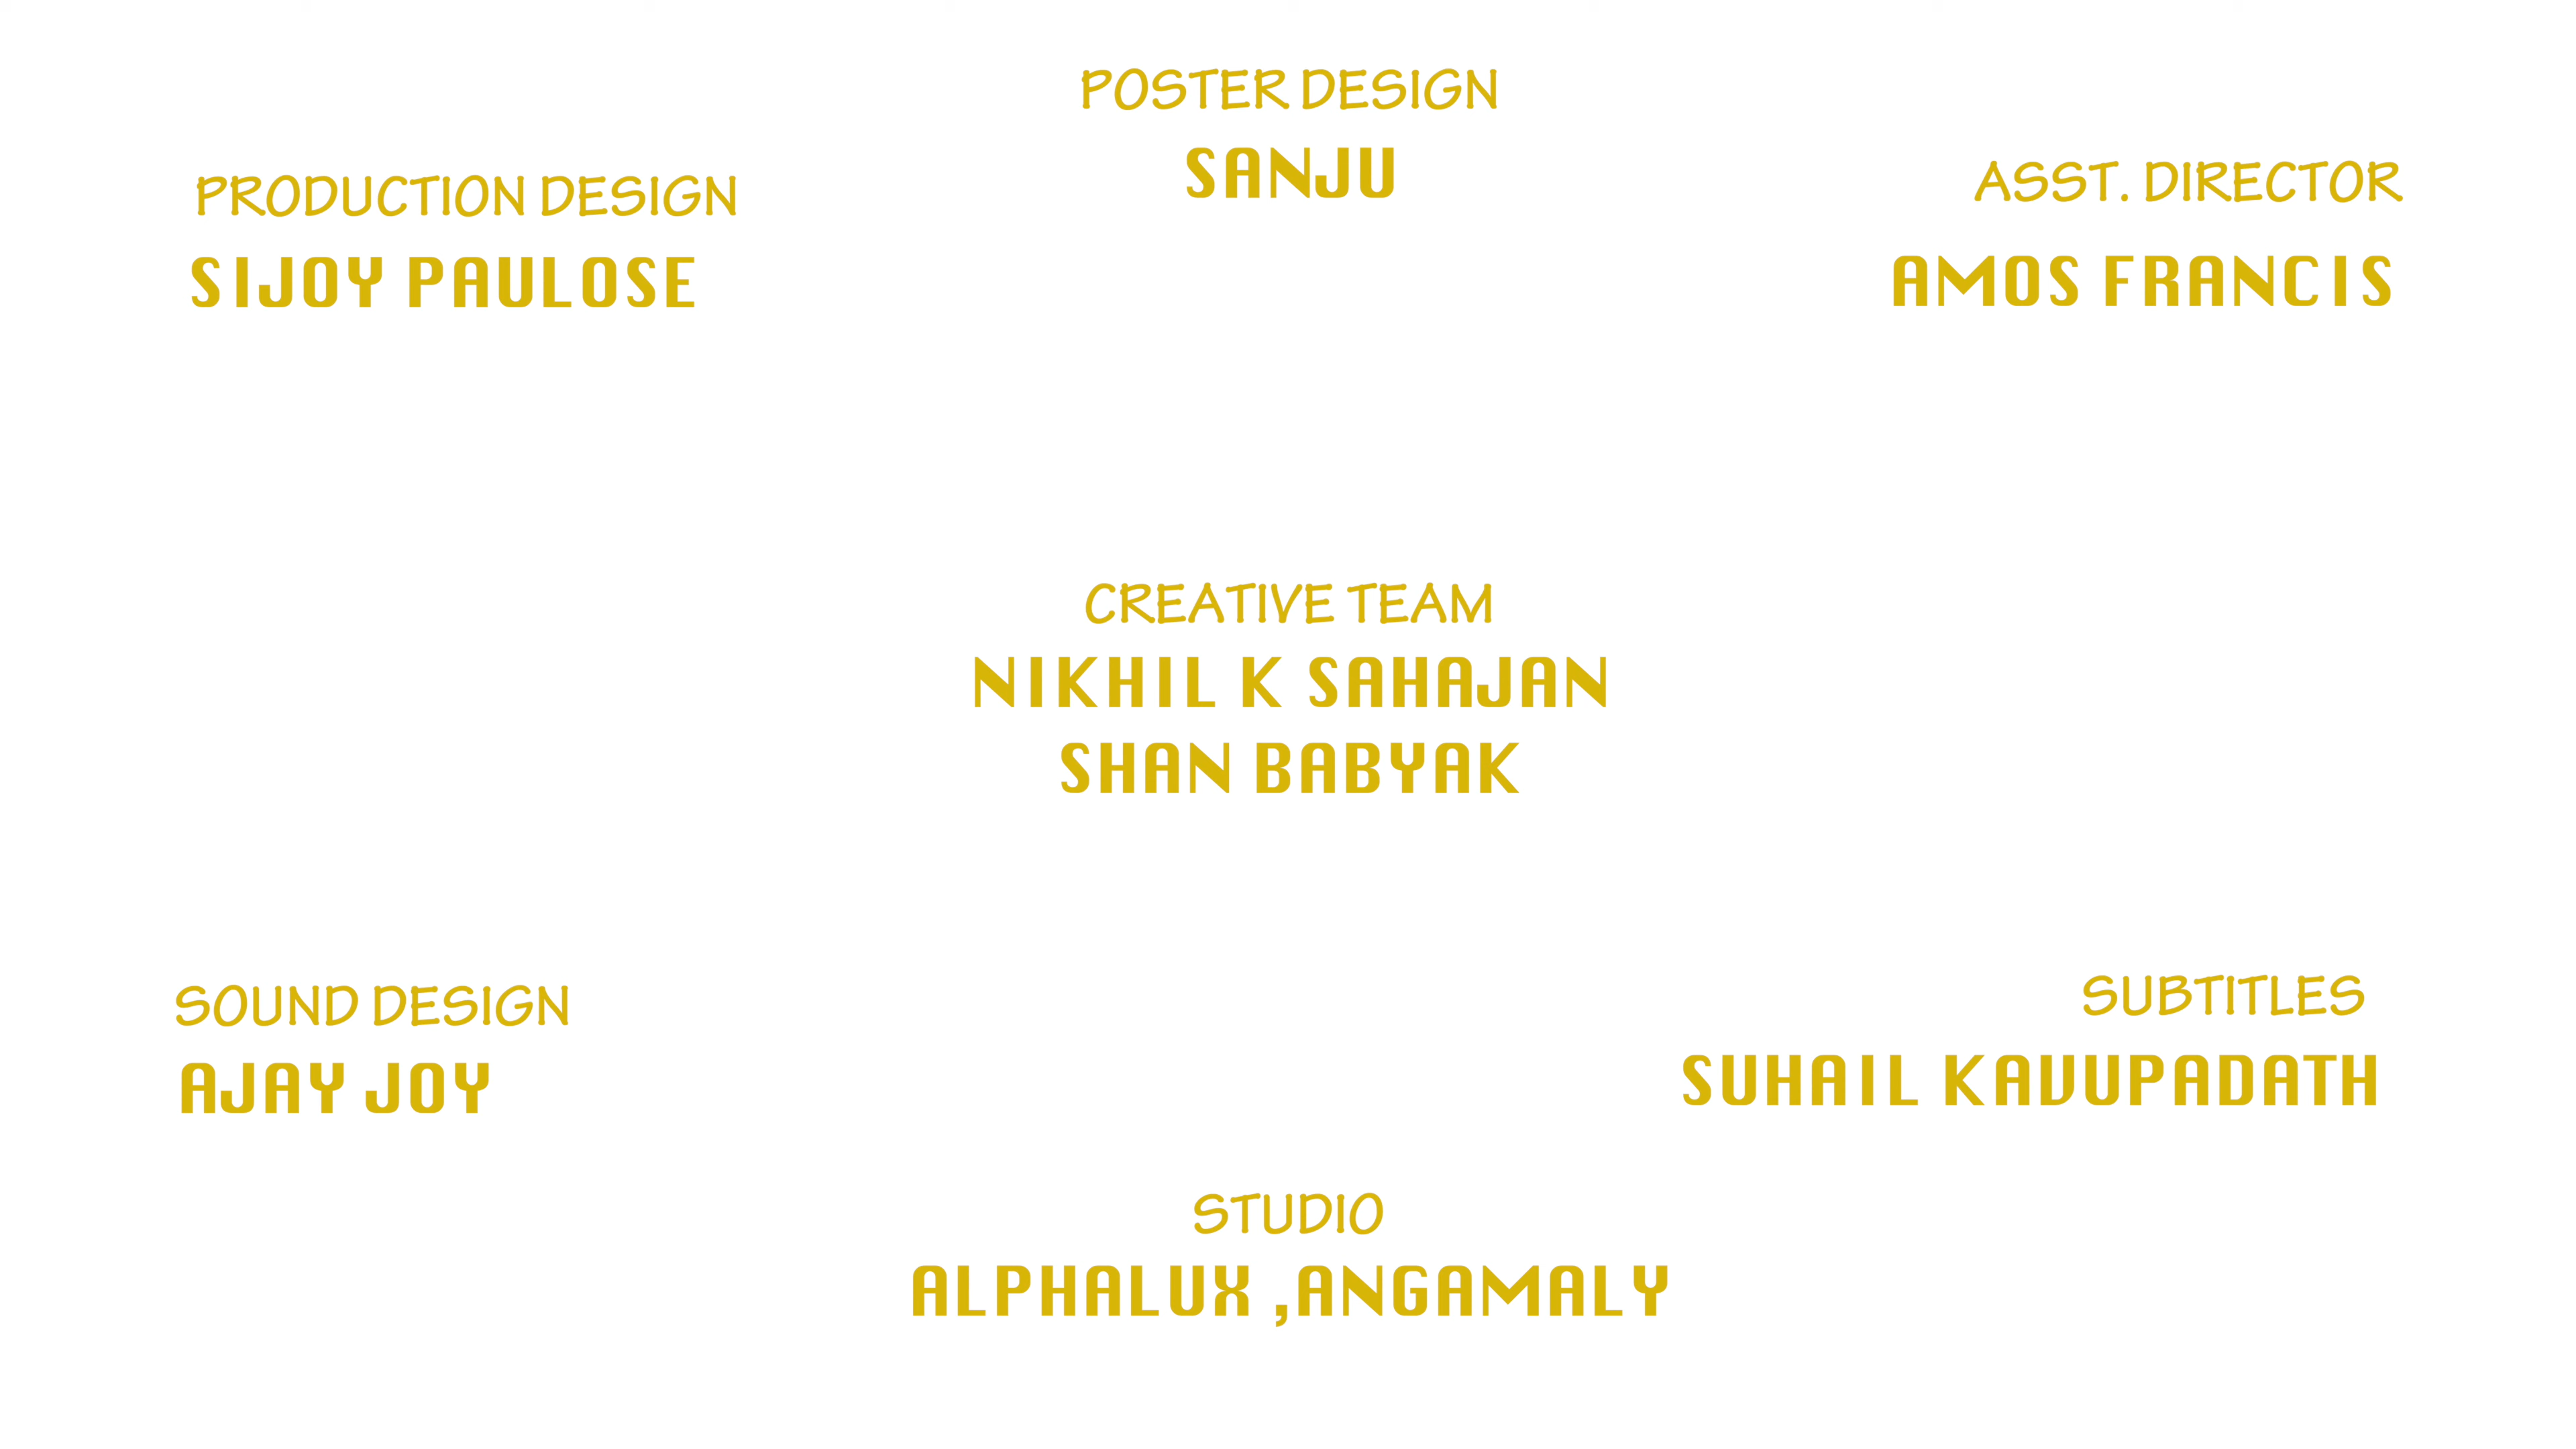 POSTER DESIGN
SANJU
PRODUCTION DESIGN
SIJOY PAULOSE
ASST. DIRECTOR
AMOS FRANCIS
CREATIVE TEAM
NIKHIL K SAHAJAN
SHAN BABYAK
SOUND DESIGN
AJAY JOY
SUBTITLES
SUHAIL KAVUPADATH
STUDIO
ALPHALUX ,ANGAMALY